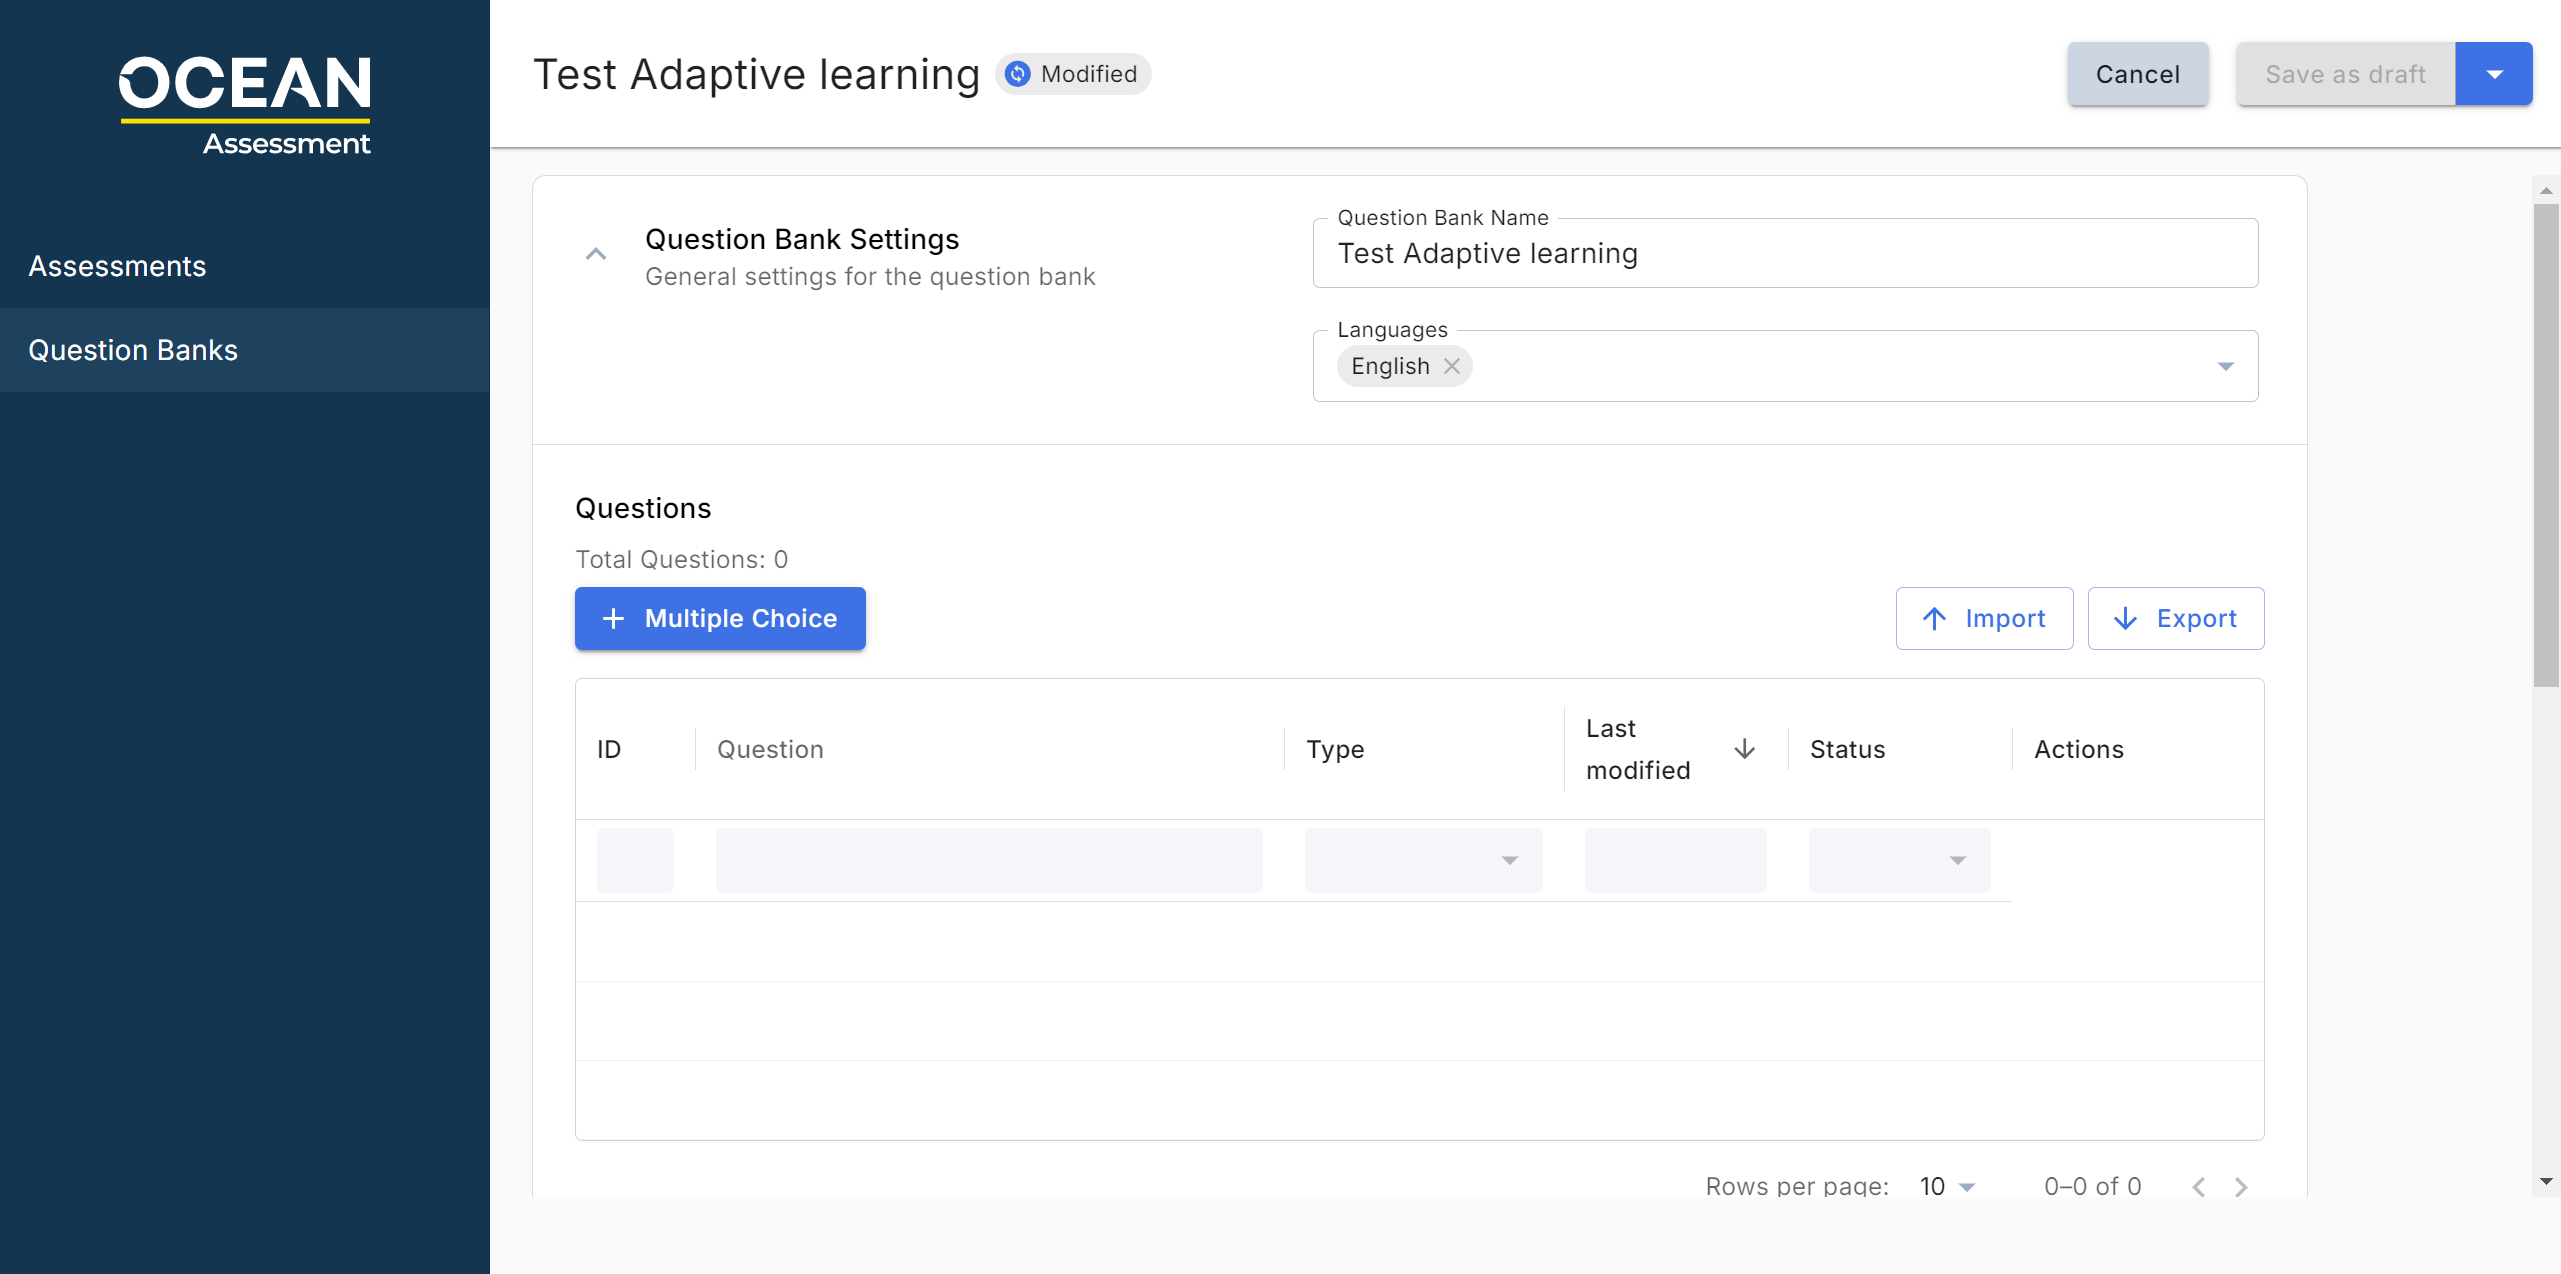 OCEAN
Assessment
Assessments
Question Banks
Test Adaptive learning
Modified
Cancel
Save as draft
Question Bank Settings
General settings for the question bank
Question Bank Name
Test Adaptive learning
Languages
English
Questions
Total Questions: 0
Multiple Choice
Import
Export
ID
Question
Type
Last
modified
Status
Actions
Rows per page:
10
0–0 of 0